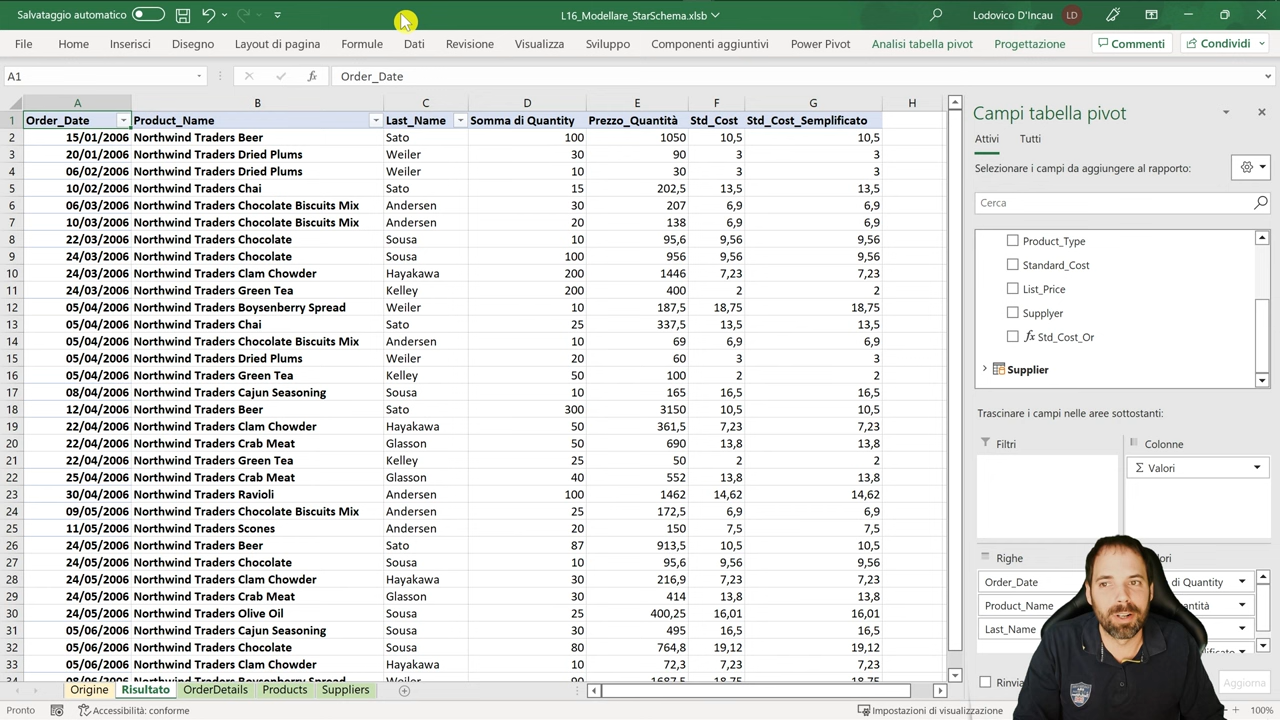 Salvataggio automatico
L16_Modellare_StarSchema.xlsb
Lodovico D'Incau
LD
File Home Inserisci Disegno Layout di pagina Formule Dati Revisione Visualizza Sviluppo Componenti aggiuntivi Power Pivot Analisi tabella pivot Progettazione Commenti Condividi
A1 fx Order_Date
A B C D E F G H
1 Order_Date Product_Name Last_Name Somma di Quantity Prezzo_Quantità Std_Cost Std_Cost_Semplificato
2 15/01/2006 Northwind Traders Beer Sato 100 1050 10,5 10,5
3 20/01/2006 Northwind Traders Dried Plums Weiler 30 90 3 3
4 06/02/2006 Northwind Traders Dried Plums Weiler 10 30 3 3
5 10/02/2006 Northwind Traders Chai Sato 15 202,5 13,5 13,5
6 06/03/2006 Northwind Traders Chocolate Biscuits Mix Andersen 30 207 6,9 6,9
7 10/03/2006 Northwind Traders Chocolate Biscuits Mix Andersen 20 138 6,9 6,9
8 22/03/2006 Northwind Traders Chocolate Sousa 10 95,6 9,56 9,56
9 24/03/2006 Northwind Traders Chocolate Sousa 100 956 9,56 9,56
10 24/03/2006 Northwind Traders Clam Chowder Hayakawa 200 1446 7,23 7,23
11 24/03/2006 Northwind Traders Green Tea Kelley 200 400 2 2
12 05/04/2006 Northwind Traders Boysenberry Spread Weiler 10 187,5 18,75 18,75
13 05/04/2006 Northwind Traders Chai Sato 25 337,5 13,5 13,5
14 05/04/2006 Northwind Traders Chocolate Biscuits Mix Andersen 10 69 6,9 6,9
15 05/04/2006 Northwind Traders Dried Plums Weiler 20 60 3 3
16 05/04/2006 Northwind Traders Green Tea Kelley 50 100 2 2
17 08/04/2006 Northwind Traders Cajun Seasoning Sousa 10 165 16,5 16,5
18 12/04/2006 Northwind Traders Beer Sato 300 3150 10,5 10,5
19 22/04/2006 Northwind Traders Clam Chowder Hayakawa 50 361,5 7,23 7,23
20 22/04/2006 Northwind Traders Crab Meat Glasson 50 690 13,8 13,8
21 22/04/2006 Northwind Traders Green Tea Kelley 25 50 2 2
22 25/04/2006 Northwind Traders Crab Meat Glasson 40 552 13,8 13,8
23 30/04/2006 Northwind Traders Ravioli Andersen 100 1462 14,62 14,62
24 09/05/2006 Northwind Traders Chocolate Biscuits Mix Andersen 25 172,5 6,9 6,9
25 11/05/2006 Northwind Traders Scones Andersen 20 150 7,5 7,5
26 24/05/2006 Northwind Traders Beer Sato 87 913,5 10,5 10,5
27 24/05/2006 Northwind Traders Chocolate Sousa 10 95,6 9,56 9,56
28 24/05/2006 Northwind Traders Clam Chowder Hayakawa 30 216,9 7,23 7,23
29 24/05/2006 Northwind Traders Crab Meat Glasson 30 414 13,8 13,8
30 24/05/2006 Northwind Traders Olive Oil Sousa 25 400,25 16,01 16,01
31 05/06/2006 Northwind Traders Cajun Seasoning Sousa 30 495 16,5 16,5
32 05/06/2006 Northwind Traders Chocolate Sousa 80 764,8 19,12 9,56
33 05/06/2006 Northwind Traders Clam Chowder Hayakawa 10 72,3 7,23 7,23
Origine Risultato OrderDetails Products Suppliers
Pronto Accessibilità: conforme Impostazioni di visualizzazione 100%
Campi tabella pivot
Attivi Tutti
Selezionare i campi da aggiungere al rapporto:
Cerca
Product_Type
Standard_Cost
List_Price
Supplyer
fx Std_Cost_Or
Supplier
Trascinare i campi nelle aree sottostanti:
Filtri
Colonne
Σ Valori
Righe
Order_Date
Product_Name
Last_Name
di Quantity
Aggiorna